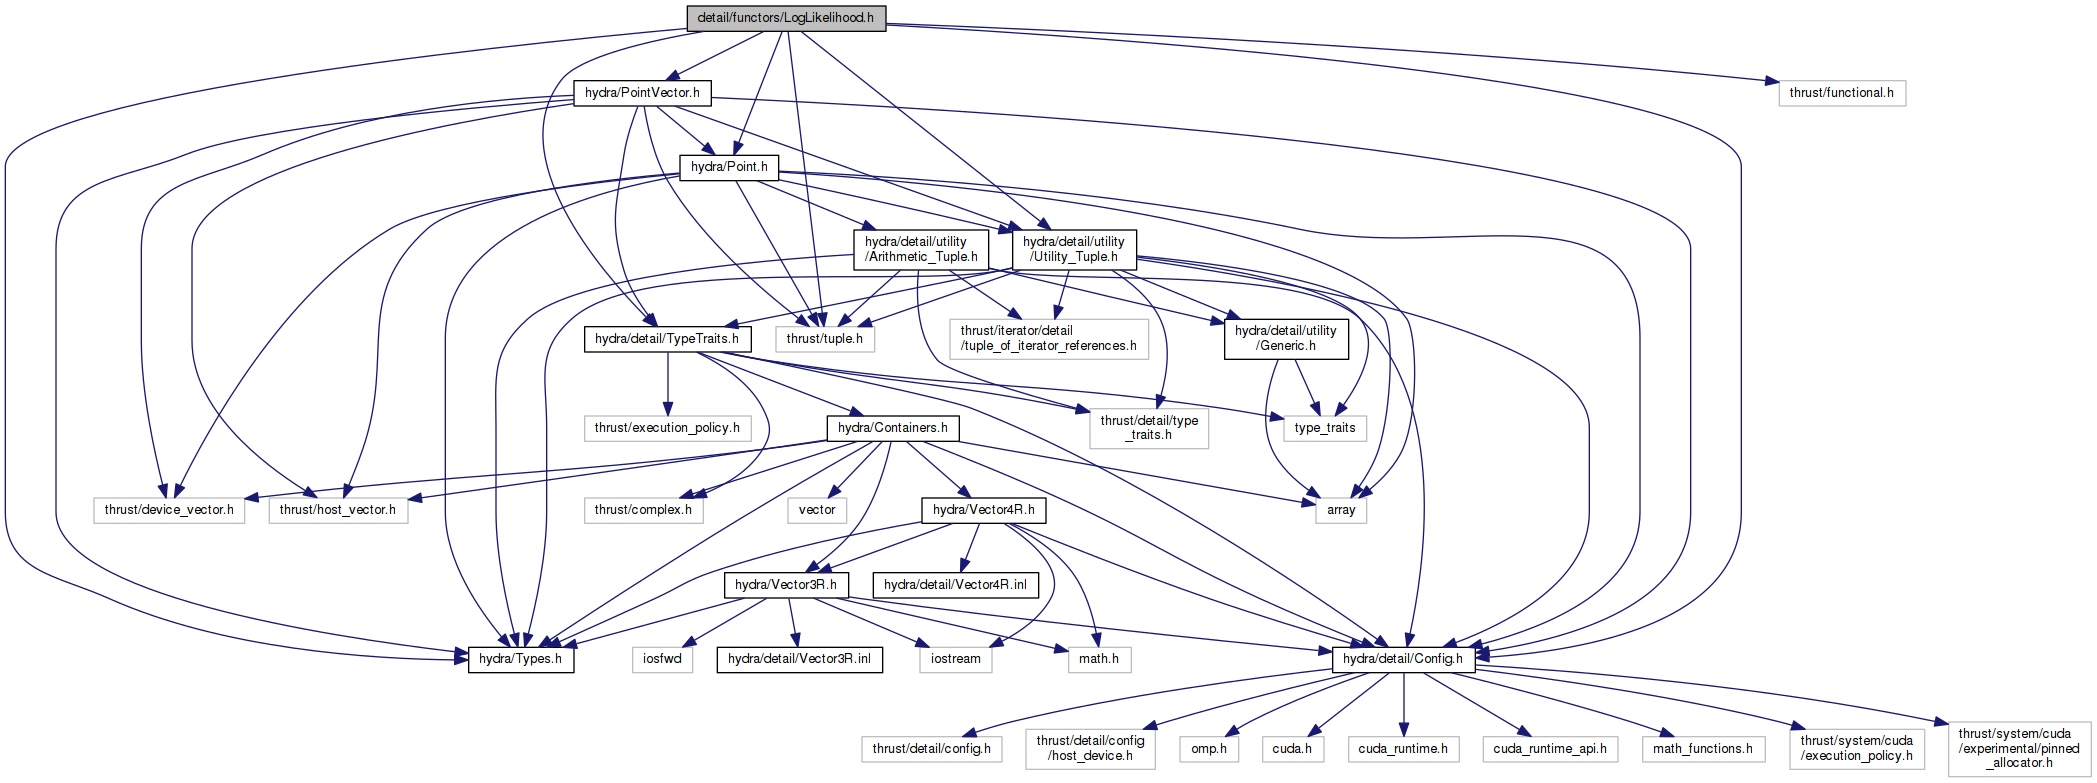 detail/functors/LogLikelihood.h
hydra/PointVector.h
thrust/functional.h
hydra/Point.h
hydra/detail/utility
/Arithmetic_Tuple.h
hydra/detail/utility
/Utility_Tuple.h
hydra/detail/TypeTraits.h
thrust/tuple.h
thrust/iterator/detail
/tuple_of_iterator_references.h
hydra/detail/utility
/Generic.h
thrust/execution_policy.h
hydra/Containers.h
thrust/detail/type
_traits.h
type_traits
thrust/device_vector.h
thrust/host_vector.h
thrust/complex.h
vector
hydra/Vector4R.h
array
hydra/Vector3R.h
hydra/detail/Vector4R.inl
hydra/Types.h
iosfwd
hydra/detail/Vector3R.inl
iostream
math.h
hydra/detail/Config.h
thrust/detail/config.h
thrust/detail/config
/host_device.h
omp.h
cuda.h
cuda_runtime.h
cuda_runtime_api.h
math_functions.h
thrust/system/cuda
/execution_policy.h
thrust/system/cuda
/experimental/pinned
_allocator.h